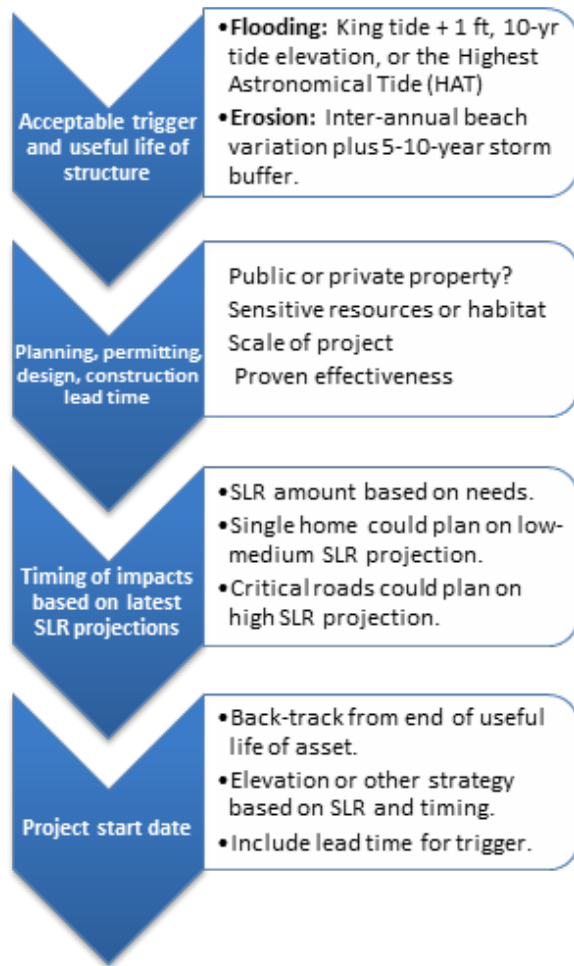 Acceptable trigger
and useful life of
structure
•Flooding: King tide + 1 ft, 10-yr
tide elevation, or the Highest
Astronomical Tide (HAT)
•Erosion: Inter-annual beach
variation plus 5-10-year storm
buffer.
Planning, permitting,
design, construction
lead time
Public or private property?
Sensitive resources or habitat
Scale of project
Proven effectiveness
Timing of impacts
based on latest
SLR projections
•SLR amount based on needs.
•Single home could plan on low-
medium SLR projection.
•Critical roads could plan on
high SLR projection.
Project start date
•Back-track from end of useful
life of asset.
•Elevation or other strategy
based on SLR and timing.
•Include lead time for trigger.